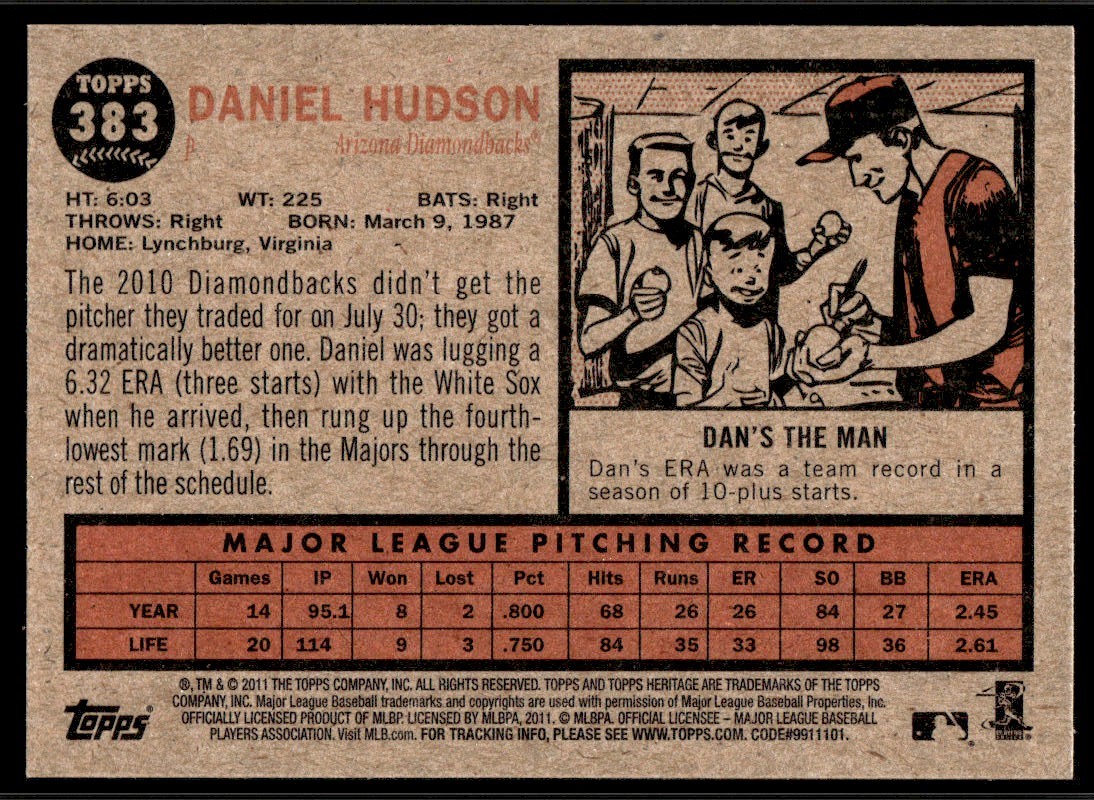 TOPPS
383
DANIEL HUDSON
p
Arizona Diamondbacks®
HT: 6:03 WT: 225 BATS: Right
THROWS: Right BORN: March 9, 1987
HOME: Lynchburg, Virginia
The 2010 Diamondbacks didn't get the
pitcher they traded for on July 30; they got a
dramatically better one. Daniel was lugging a
6.32 ERA (three starts) with the White Sox
when he arrived, then rung up the fourth-
lowest mark (1.69) in the Majors through the
rest of the schedule.
DAN'S THE MAN
Dan's ERA was a team record in a
season of 10-plus starts.
MAJOR LEAGUE PITCHING RECORD
Games IP Won Lost Pct Hits Runs ER SO BB ERA
YEAR 14 95.1 8 2 .800 68 26 26 84 27 2.45
LIFE 20 114 9 3 .750 84 35 33 98 36 2.61
®, TM & © 2011 THE TOPPS COMPANY, INC. ALL RIGHTS RESERVED. TOPPS AND TOPPS HERITAGE ARE TRADEMARKS OF THE TOPPS
COMPANY, INC. Major League Baseball trademarks and copyrights are used with permission of Major League Baseball Properties, Inc.
OFFICIALLY LICENSED PRODUCT OF MLBP. LICENSED BY MLBPA, 2011. © MLBPA. OFFICIAL LICENSEE – MAJOR LEAGUE BASEBALL
PLAYERS ASSOCIATION. Visit MLB.com. FOR TRACKING INFO, PLEASE SEE WWW.TOPPS.COM. CODE#9911101.
topps®